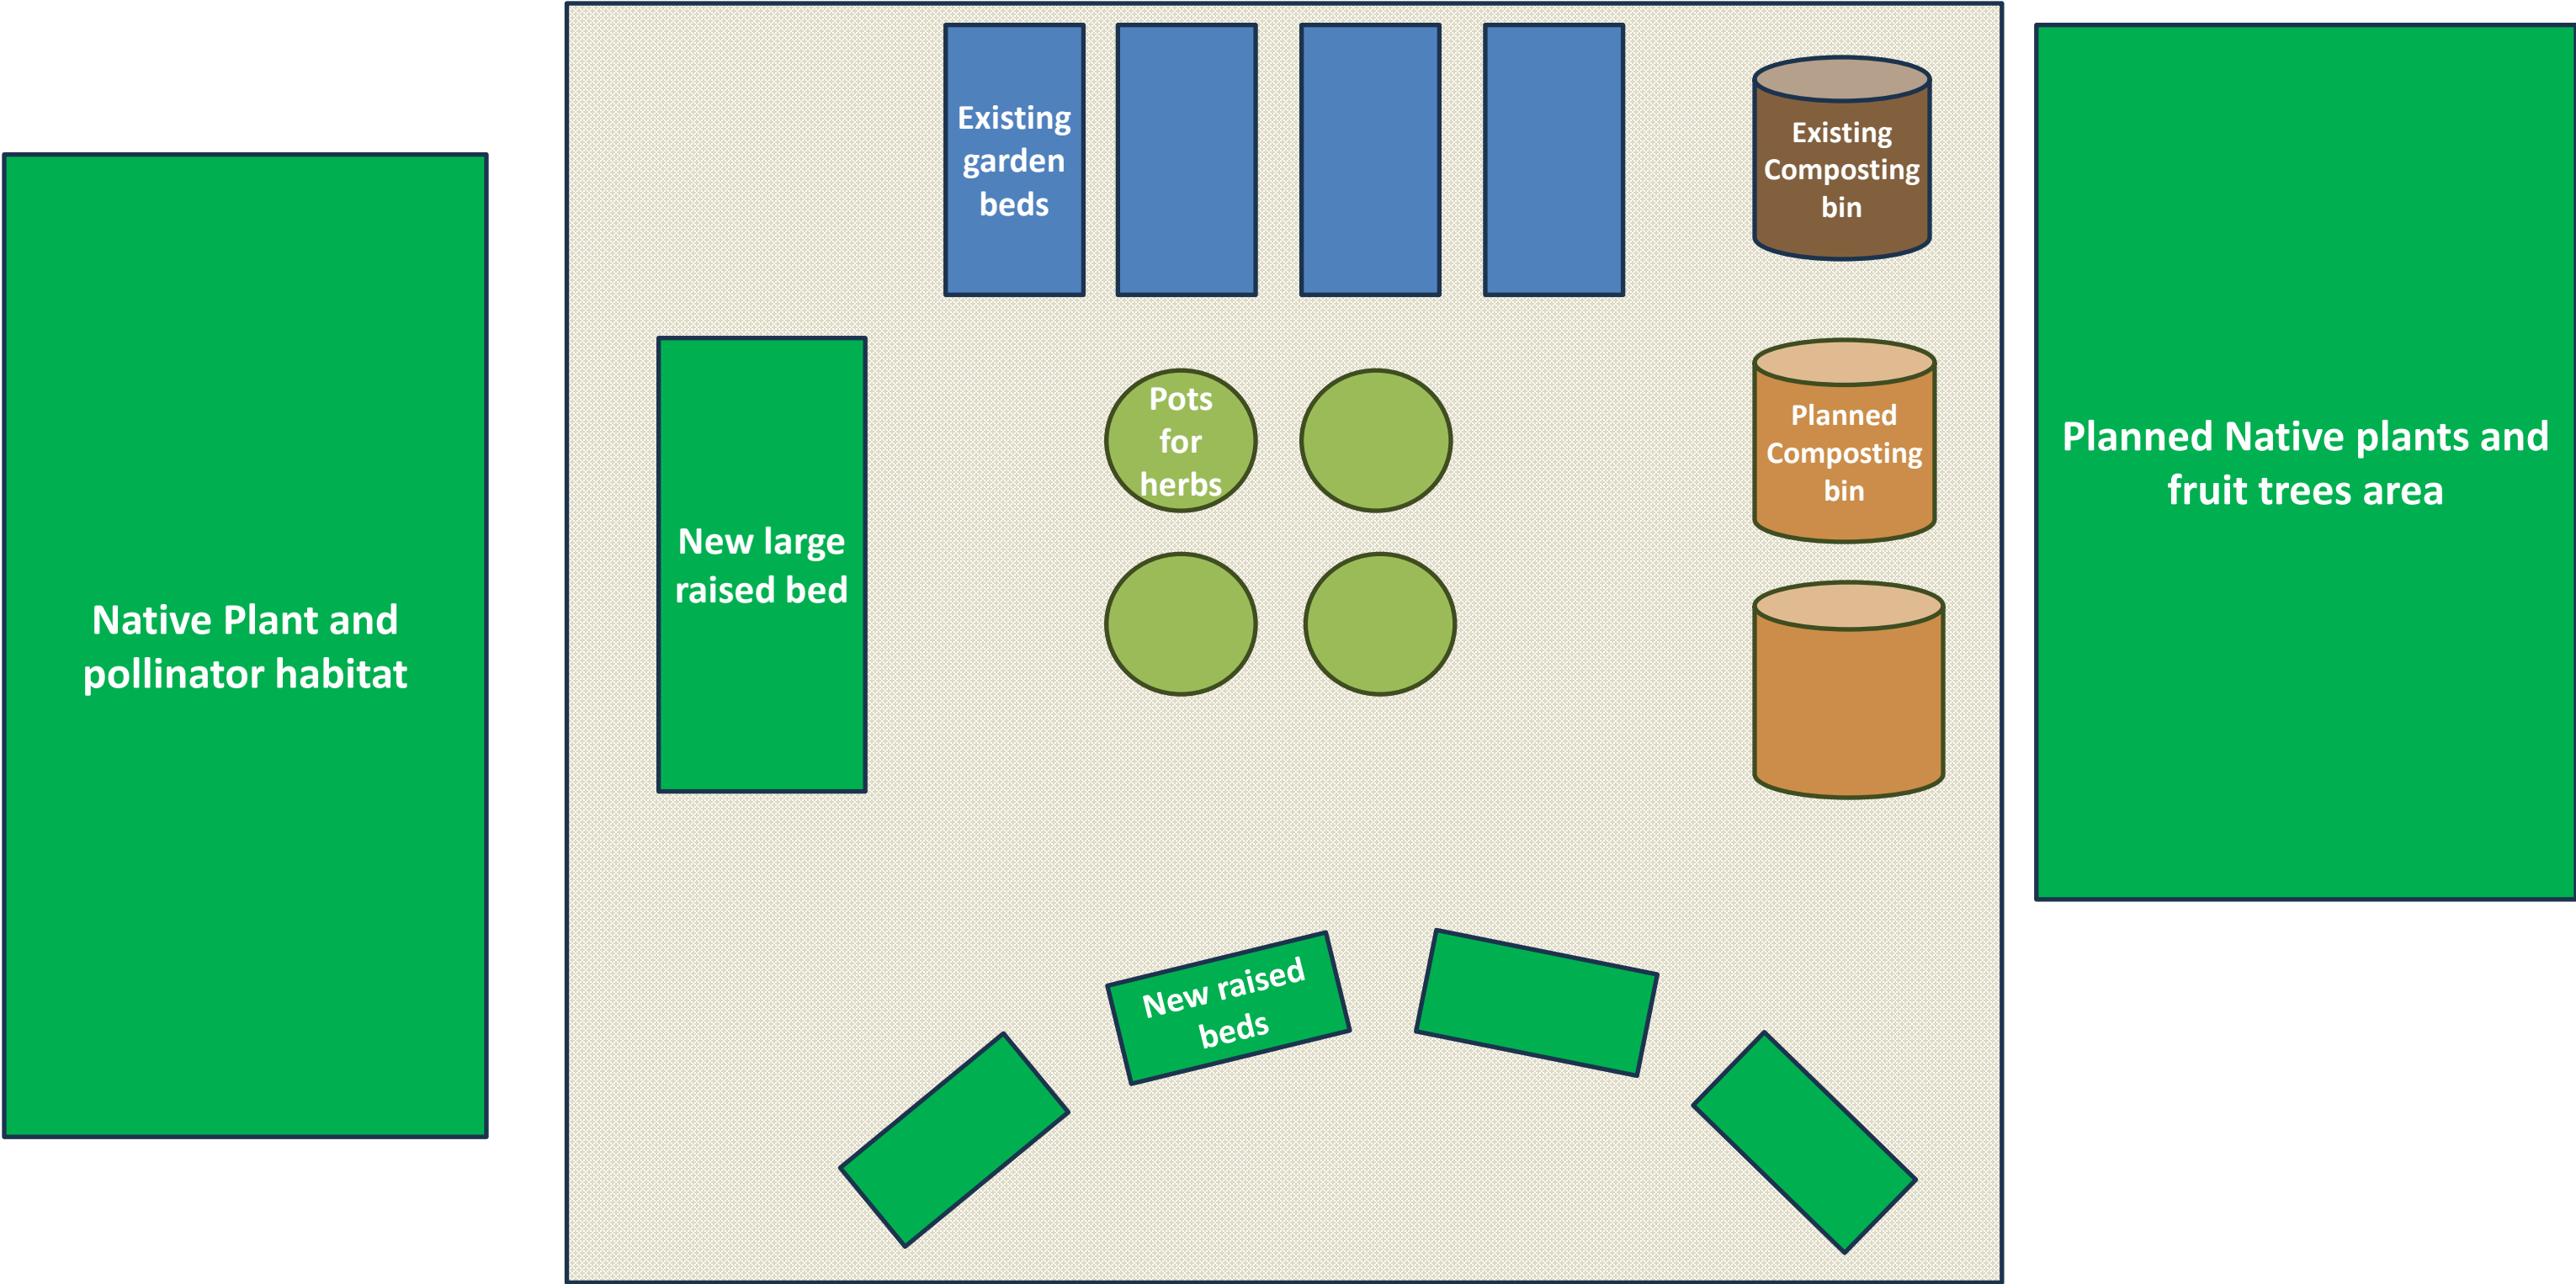 Existing
garden
beds
Existing
Composting
bin
Native Plant and
pollinator habitat
New large
raised bed
Pots
for
herbs
Planned
Composting
bin
Planned Native plants and
fruit trees area
New raised
beds